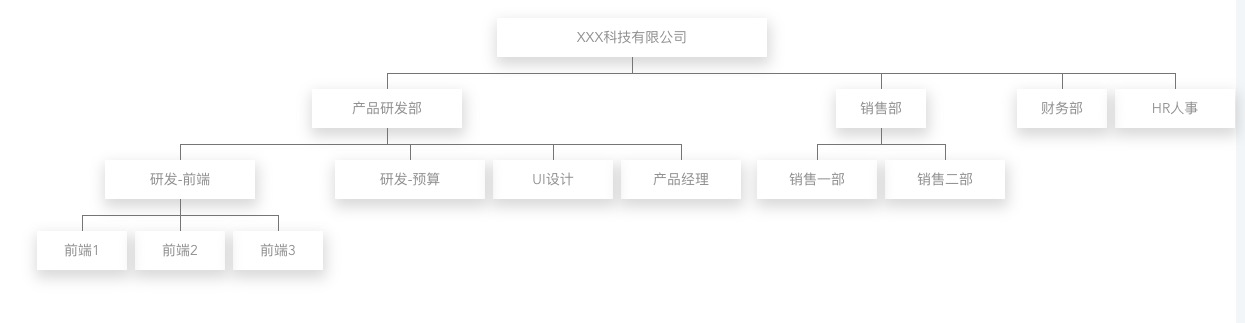 XXX科技有限公司
产品研发部
销售部
财务部
HR人事
研发-前端
研发-预算
UI设计
产品经理
销售一部
销售二部
前端1
前端2
前端3